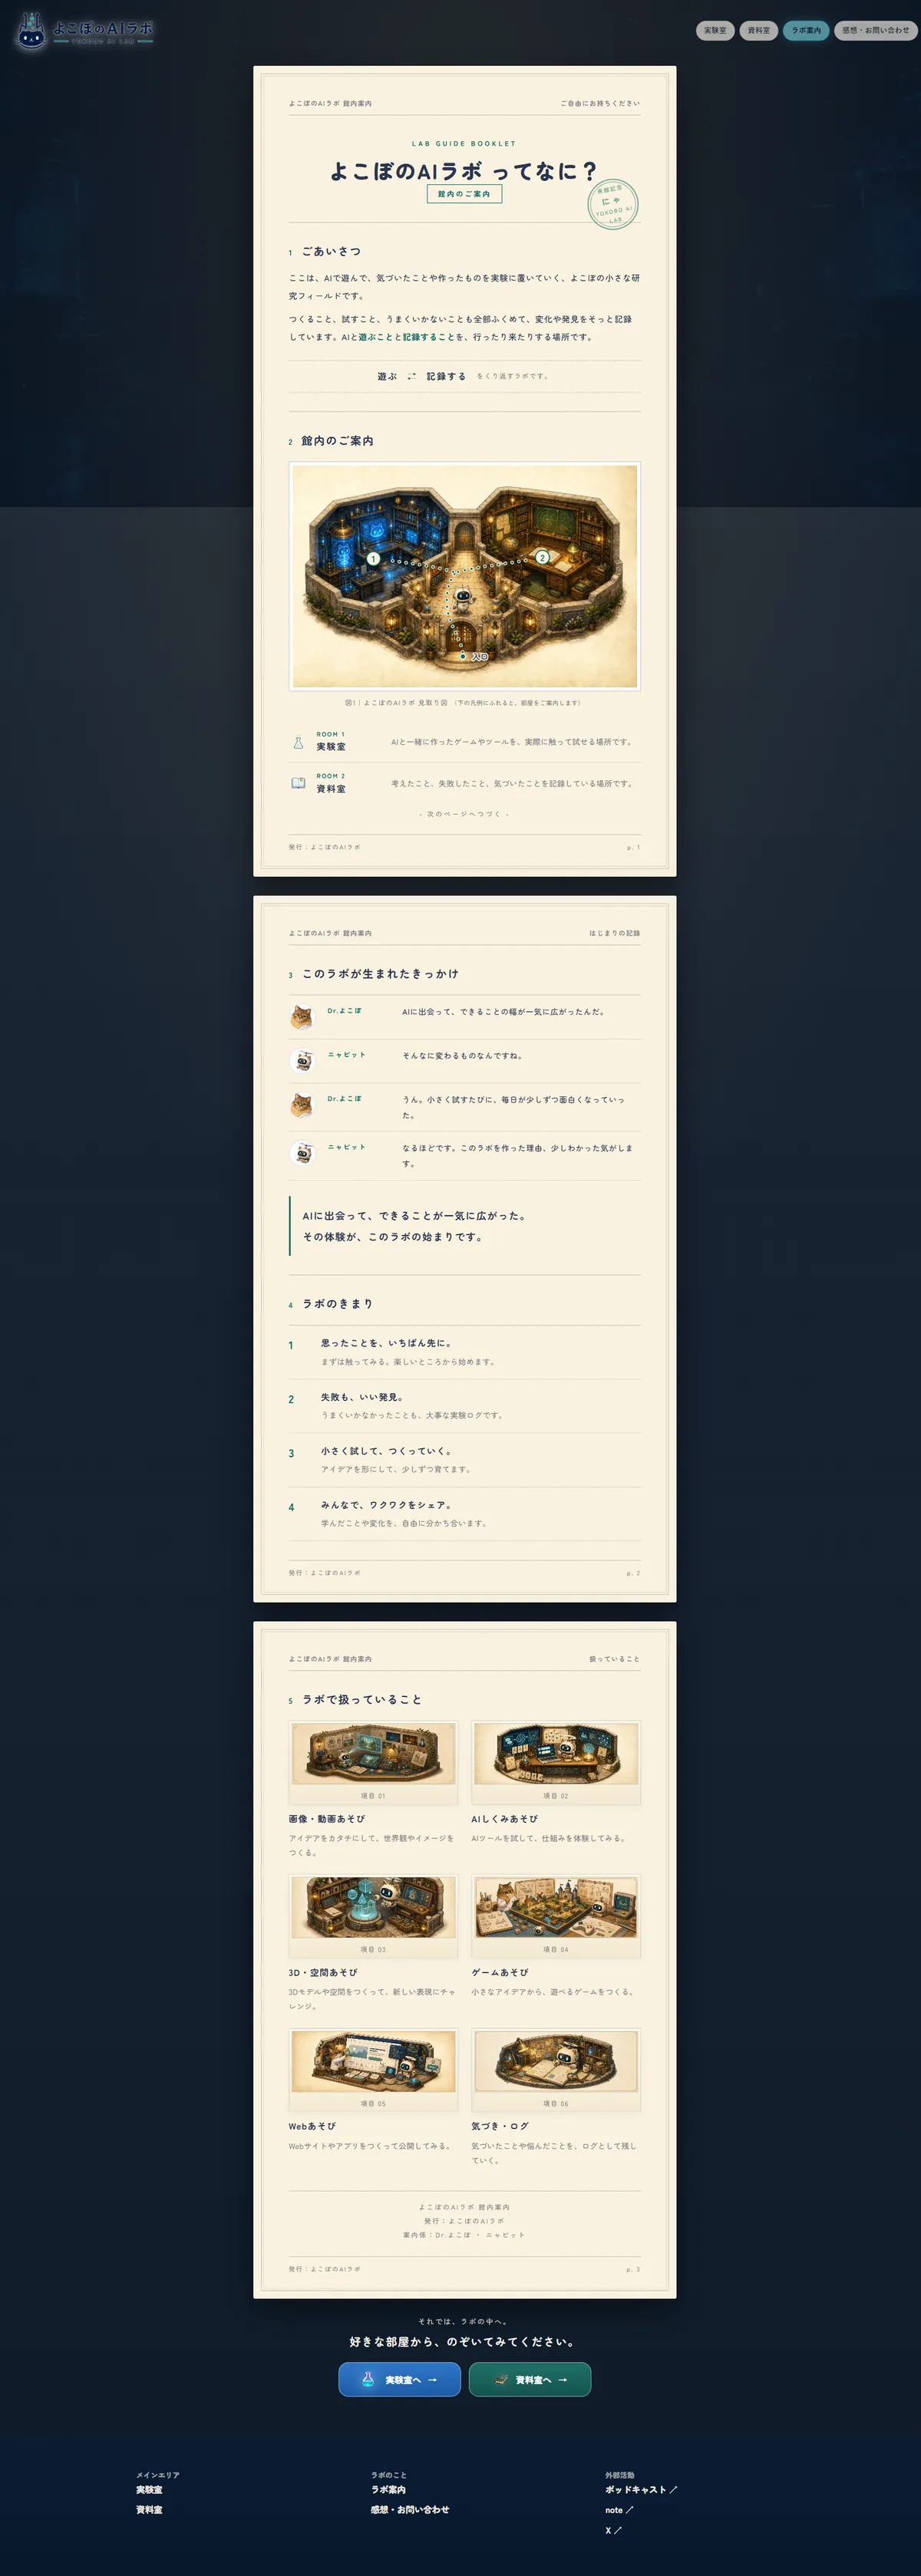 よこぼのAIラボ
YOKOBO AI LAB
実験室
資料室
ラボ案内
感想・お問い合わせ
よこぼのAIラボ 館内案内
ご自由にお持ちください
LAB GUIDE BOOKLET
よこぼのAIラボ ってなに？
館内のご案内
来館記念
にゃ
YOKOBO AI
LAB
1 ごあいさつ
ここは、AIで遊んで、気づいたことや作ったものを実験に置いていく、よこぼの小さな研
究フィールドです。
つくること、試すこと、うまくいかないことも全部ふくめて、変化や発見をそっと記録
しています。AIと遊ぶことと記録することを、行ったり来たりする場所です。
遊ぶ ⇄ 記録する をくり返すラボです。
2 館内のご案内
1
2
入口
図1｜よこぼのAIラボ 見取り図 （下の凡例にふれると、部屋をご案内します）
ROOM 1
実験室
AIと一緒に作ったゲームやツールを、実際に触って試せる場所です。
ROOM 2
資料室
考えたこと、失敗したこと、気づいたことを記録している場所です。
- 次のページへつづく -
発行：よこぼのAIラボ
p. 1
よこぼのAIラボ 館内案内
はじまりの記録
3 このラボが生まれたきっかけ
Dr.よこぼ
AIに出会って、できることの幅が一気に広がったんだ。
ニャビット
そんなに変わるものなんですね。
Dr.よこぼ
うん。小さく試すたびに、毎日が少しずつ面白くなっていっ
た。
ニャビット
なるほどです。このラボを作った理由、少しわかった気がしま
す。
AIに出会って、できることが一気に広がった。
その体験が、このラボの始まりです。
4 ラボのきまり
1 思ったことを、いちばん先に。
まずは触ってみる。楽しいところから始めます。
2 失敗も、いい発見。
うまくいかなかったことも、大事な実験ログです。
3 小さく試して、つくっていく。
アイデアを形にして、少しずつ育てます。
4 みんなで、ワクワクをシェア。
学んだことや変化を、自由に分かち合います。
発行：よこぼのAIラボ
p. 2
よこぼのAIラボ 館内案内
扱っていること
5 ラボで扱っていること
項目 01
画像・動画あそび
アイデアをカタチにして、世界観やイメージを
つくる。
項目 02
AIしくみあそび
AIツールを試して、仕組みを体験してみる。
項目 03
3D・空間あそび
3Dモデルや空間をつくって、新しい表現にチャ
レンジ。
項目 04
ゲームあそび
小さなアイデアから、遊べるゲームをつくる。
項目 05
Webあそび
Webサイトやアプリをつくって公開してみる。
項目 06
気づき・ログ
気づいたことや悩んだことを、ログとして残し
ていく。
よこぼのAIラボ 館内案内
発行：よこぼのAIラボ
案内係：Dr.よこぼ ・ ニャビット
発行：よこぼのAIラボ
p. 3
それでは、ラボの中へ。
好きな部屋から、のぞいてみてください。
実験室へ →
資料室へ →
メインエリア
実験室
資料室
ラボのこと
ラボ案内
感想・お問い合わせ
外部活動
ポッドキャスト ↗
note ↗
X ↗